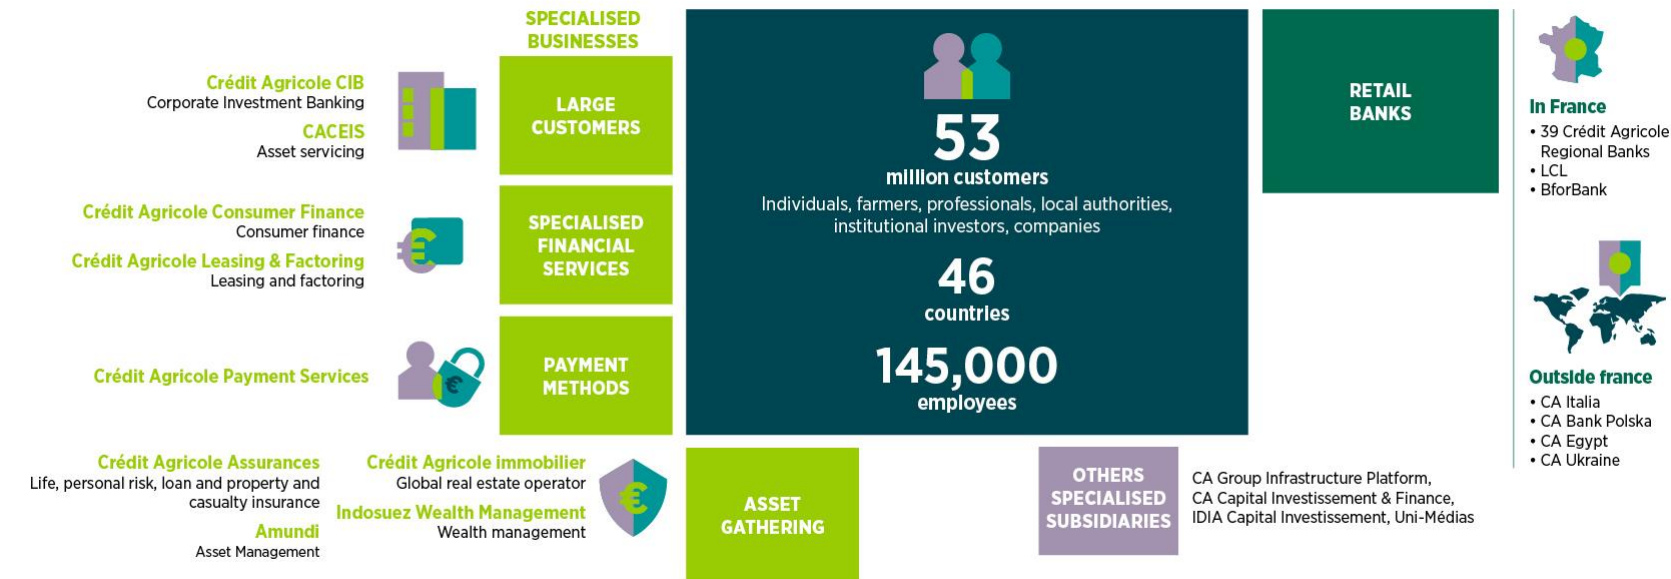 SPECIALISED
BUSINESSES
Crédit Agricole CIB
Corporate Investment Banking
CACEIS
Asset servicing
LARGE
CUSTOMERS
Crédit Agricole Consumer Finance
Consumer finance
Crédit Agricole Leasing & Factoring
Leasing and factoring
€
SPECIALISED
FINANCIAL
SERVICES
Crédit Agricole Payment Services
€
PAYMENT
METHODS
53
million customers
Individuals, farmers, professionals, local authorities,
institutional investors, companies
46
countries
145,000
employees
RETAIL
BANKS
In France
• 39 Crédit Agricole
Regional Banks
• LCL
• BforBank
Outside france
• CA Italia
• CA Bank Polska
• CA Egypt
• CA Ukraine
Crédit Agricole Assurances
Life, personal risk, loan and property and
casualty insurance
Amundi
Asset Management
Crédit Agricole immobilier
Global real estate operator
Indosuez Wealth Management
Wealth management
€
ASSET
GATHERING
OTHERS
SPECIALISED
SUBSIDIARIES
CA Group Infrastructure Platform,
CA Capital Investissement & Finance,
IDIA Capital Investissement, Uni-Médias